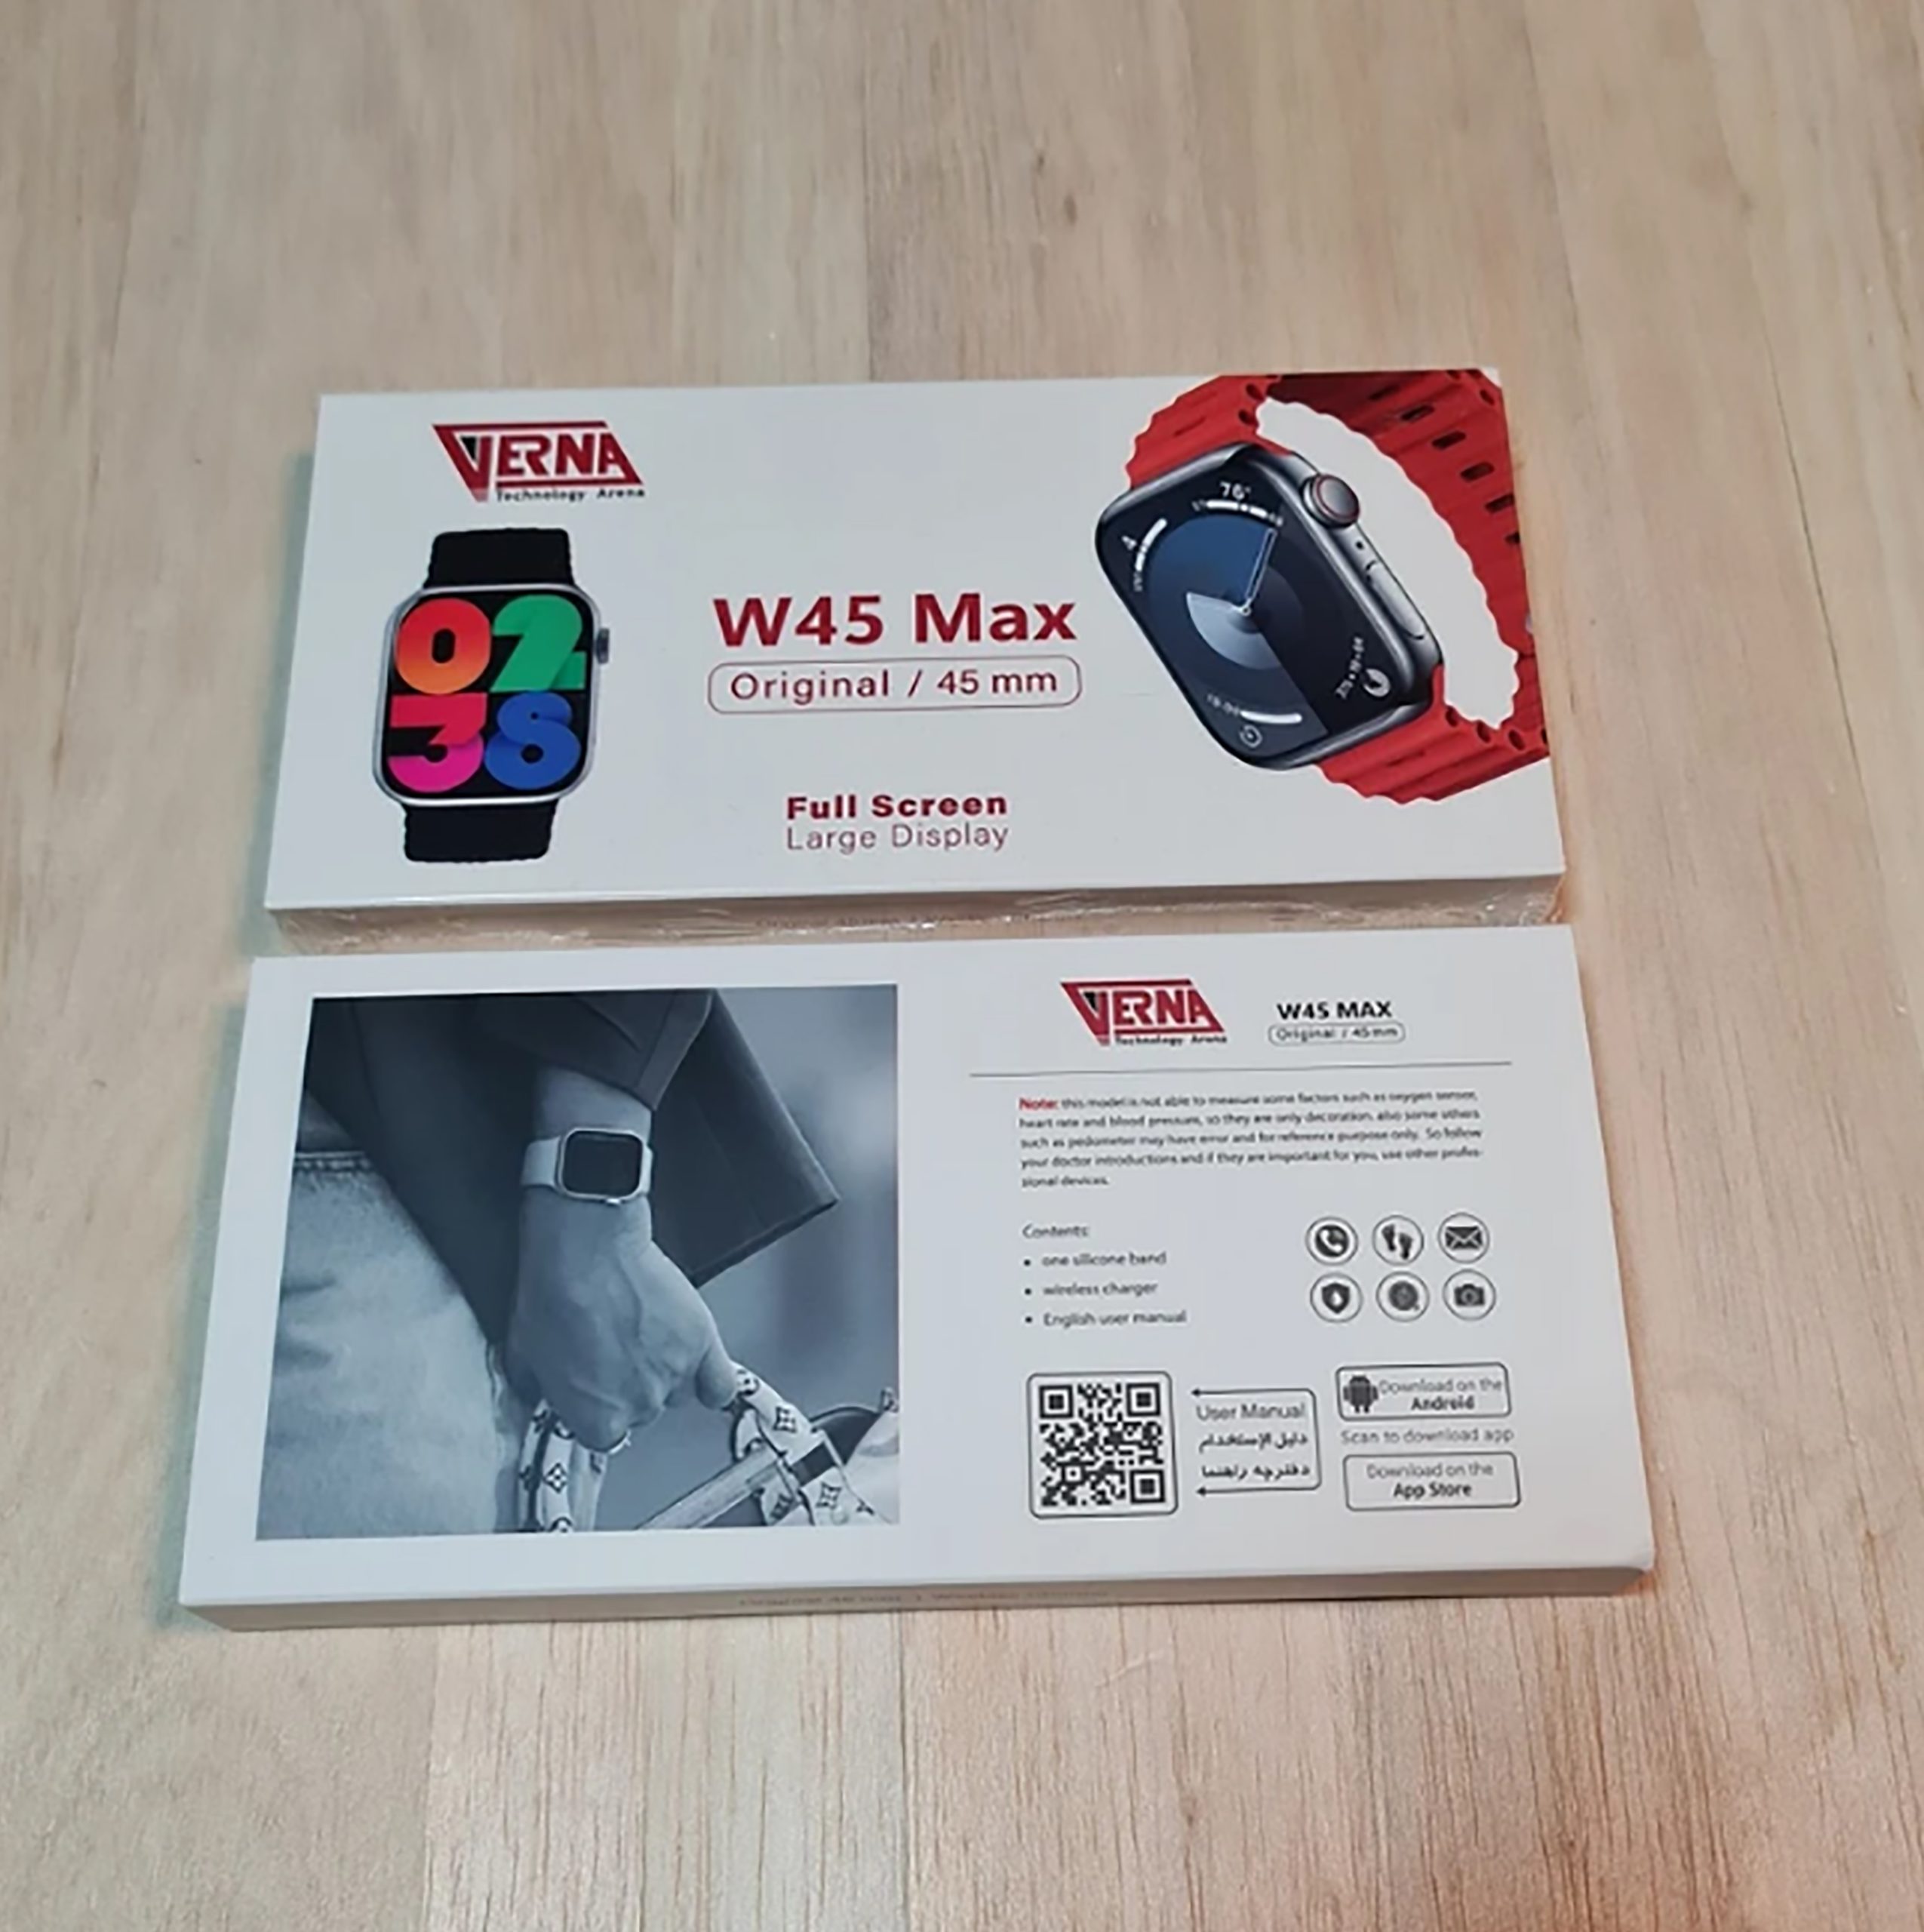 VERNA
Technology Arena
W45 Max
Original / 45 mm
Full Screen
Large Display
02
38
76°
VERNA
Technology Arena
W45 MAX
Original / 45 mm
Note: this model is not able to measure some factors such as oxygen sensor,
heart rate and blood pressure, so they are only decoration. also some others
such as pedometer may have error and for reference purpose only. So follow
your doctor introductions and if they are important for you, use other profes-
sional devices.
Contents:
• one silicone band
• wireless charger
• English user manual
User Manual
دليل الإستخدام
دفترچه راهنما
Download on the
Android
Scan to download app
Download on the
App Store